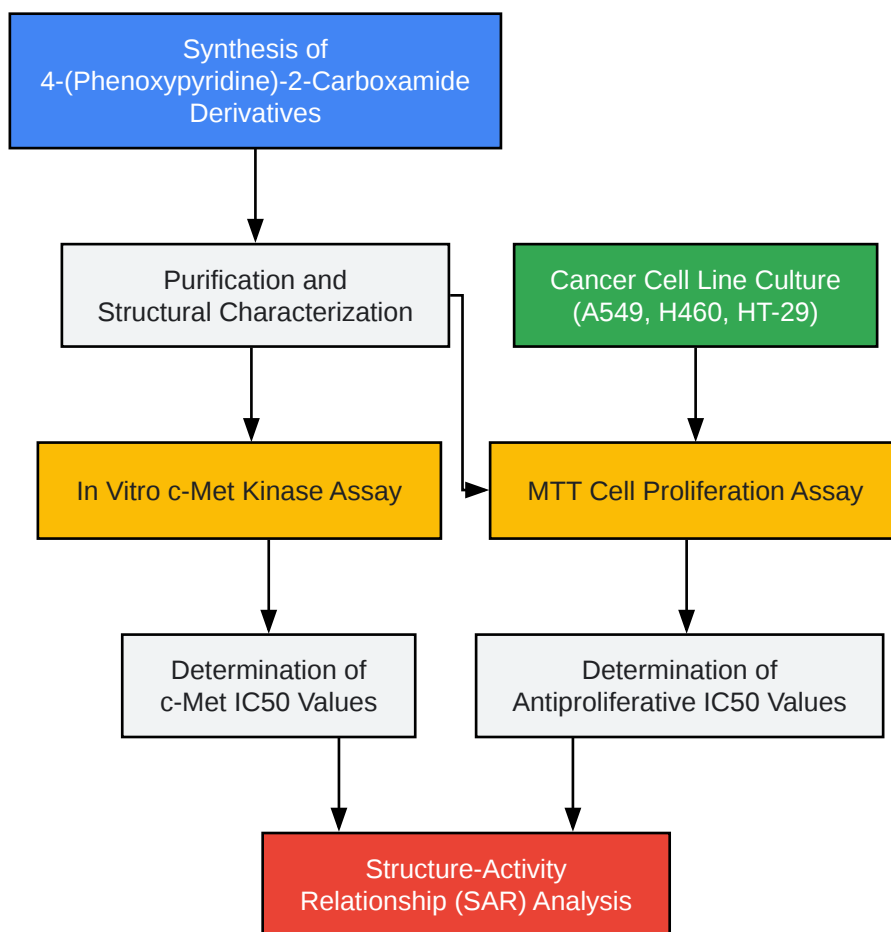 Synthesis of
4-(Phenoxypyridine)-2-Carboxamide
Derivatives
Purification and
Structural Characterization
Cancer Cell Line Culture
(A549, H460, HT-29)
In Vitro c-Met Kinase Assay
MTT Cell Proliferation Assay
Determination of
c-Met IC50 Values
Determination of
Antiproliferative IC50 Values
Structure-Activity
Relationship (SAR) Analysis